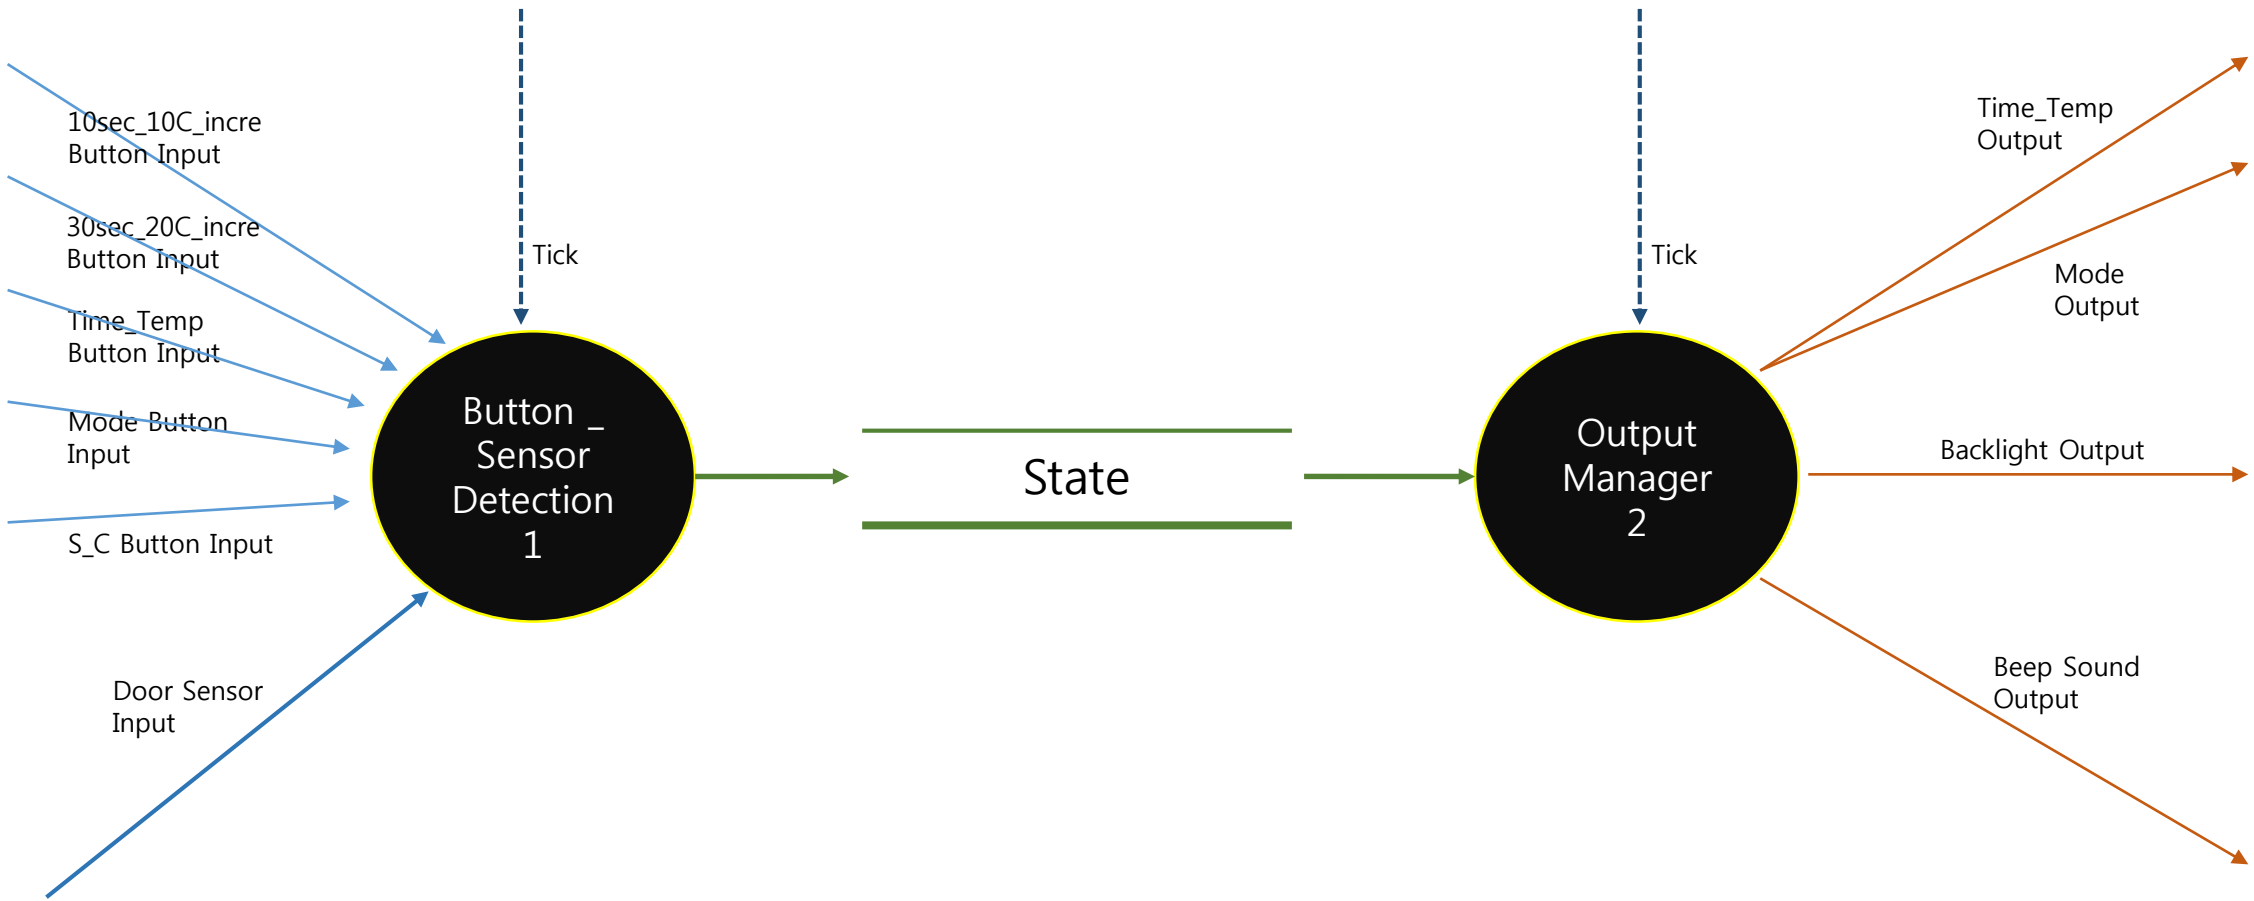 10sec_10C_incre
Button Input
30sec_20C_incre
Button Input
Time_Temp
Button Input
Mode Button
Input
S_C Button Input
Door Sensor
Input
Tick
Button _
Sensor
Detection
1
State
Tick
Output
Manager
2
Time_Temp
Output
Mode
Output
Backlight Output
Beep Sound
Output